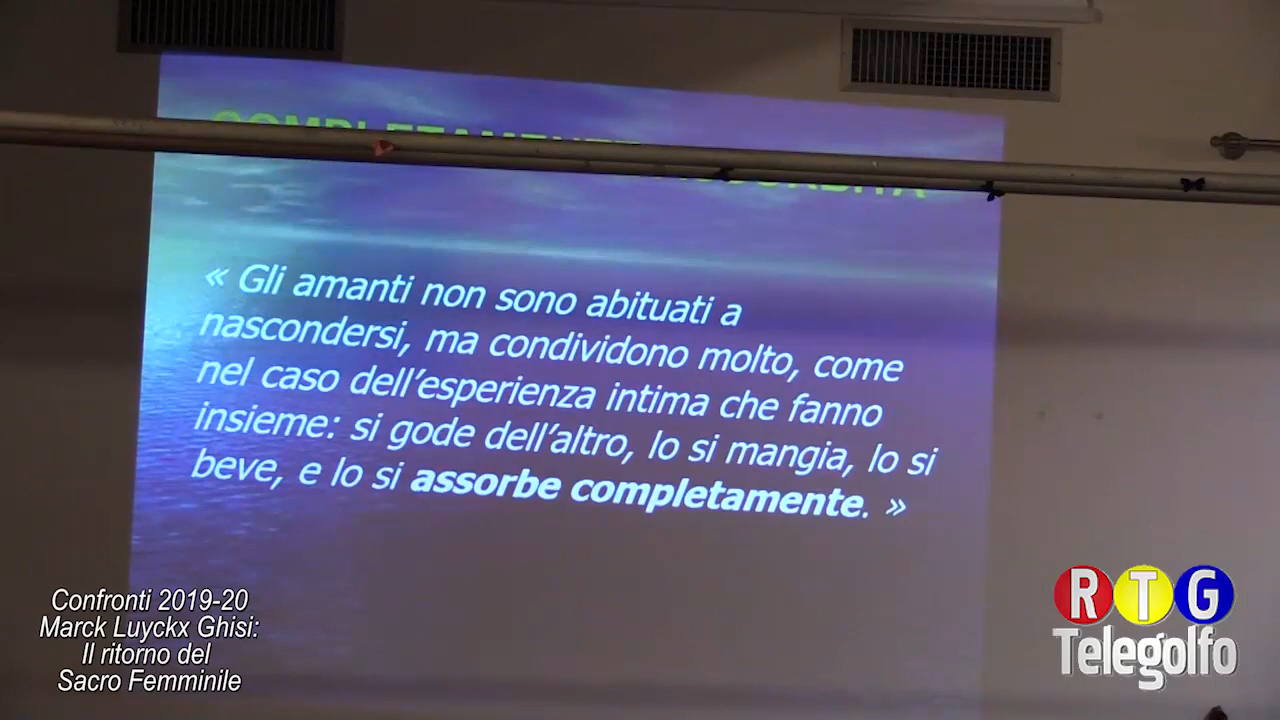 COMPLETAMENTE
« Gli amanti non sono abituati a
nascondersi, ma condividono molto, come
nel caso dell'esperienza intima che fanno
insieme: si gode dell'altro, lo si mangia, lo si
beve, e lo si assorbe completamente. »
Confronti 2019-20
Marck Luyckx Ghisi:
Il ritorno del
Sacro Femminile
RTG
Telegolfo